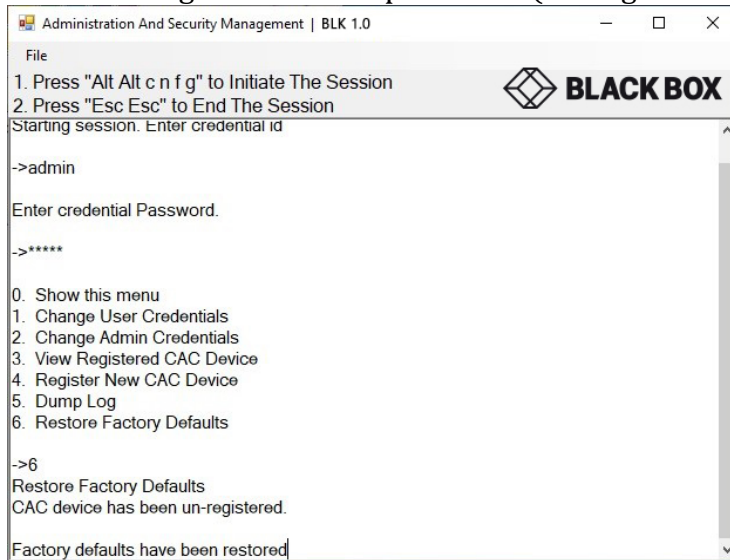 Administration And Security Management | BLK 1.0
File
1. Press "Alt Alt c n f g" to Initiate The Session
2. Press "Esc Esc" to End The Session
BLACK BOX
Starting session. Enter credential id
->admin
Enter credential Password.
->*****
0. Show this menu
1. Change User Credentials
2. Change Admin Credentials
3. View Registered CAC Device
4. Register New CAC Device
5. Dump Log
6. Restore Factory Defaults
->6
Restore Factory Defaults
CAC device has been un-registered.
Factory defaults have been restored